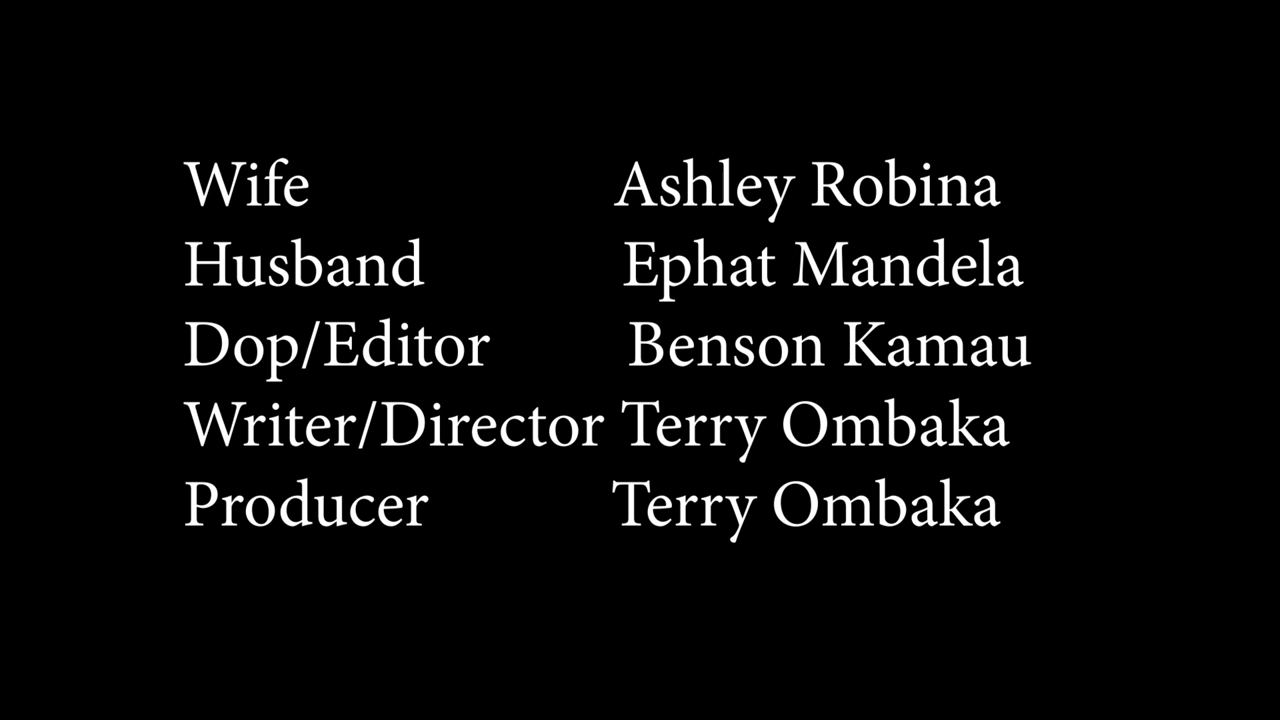 Wife Ashley Robina
Husband Ephat Mandela
Dop/Editor Benson Kamau
Writer/Director Terry Ombaka
Producer Terry Ombaka